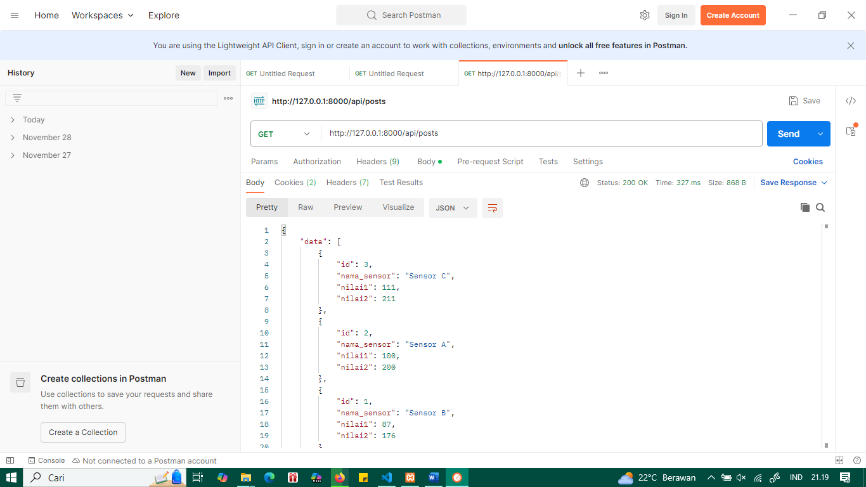 Home Workspaces Explore Search Postman Sign In Create Account
You are using the Lightweight API Client, sign in or create an account to work with collections, environments and unlock all free features in Postman.
History New Import
GET Untitled Request GET Untitled Request GET http://127.0.0.1:8000/api/
HTTP http://127.0.0.1:8000/api/posts Save
Today
November 28
November 27
GET http://127.0.0.1:8000/api/posts Send
Params Authorization Headers (9) Body Pre-request Script Tests Settings Cookies
Body Cookies (2) Headers (7) Test Results Status: 200 OK Time: 327 ms Size: 868 B Save Response
Pretty Raw Preview Visualize JSON
1 {
2 "data": [
3 {
4 "id": 3,
5 "nama_sensor": "Sensor C",
6 "nilai1": 111,
7 "nilai2": 211
8 },
9 {
10 "id": 2,
11 "nama_sensor": "Sensor A",
12 "nilai1": 100,
13 "nilai2": 200
14 },
15 {
16 "id": 1,
17 "nama_sensor": "Sensor B",
18 "nilai1": 87,
19 "nilai2": 176
20 }
Create collections in Postman
Use collections to save your requests and share
them with others.
Create a Collection
Console Not connected to a Postman account
Cari 22°C Berawan IND 21.19